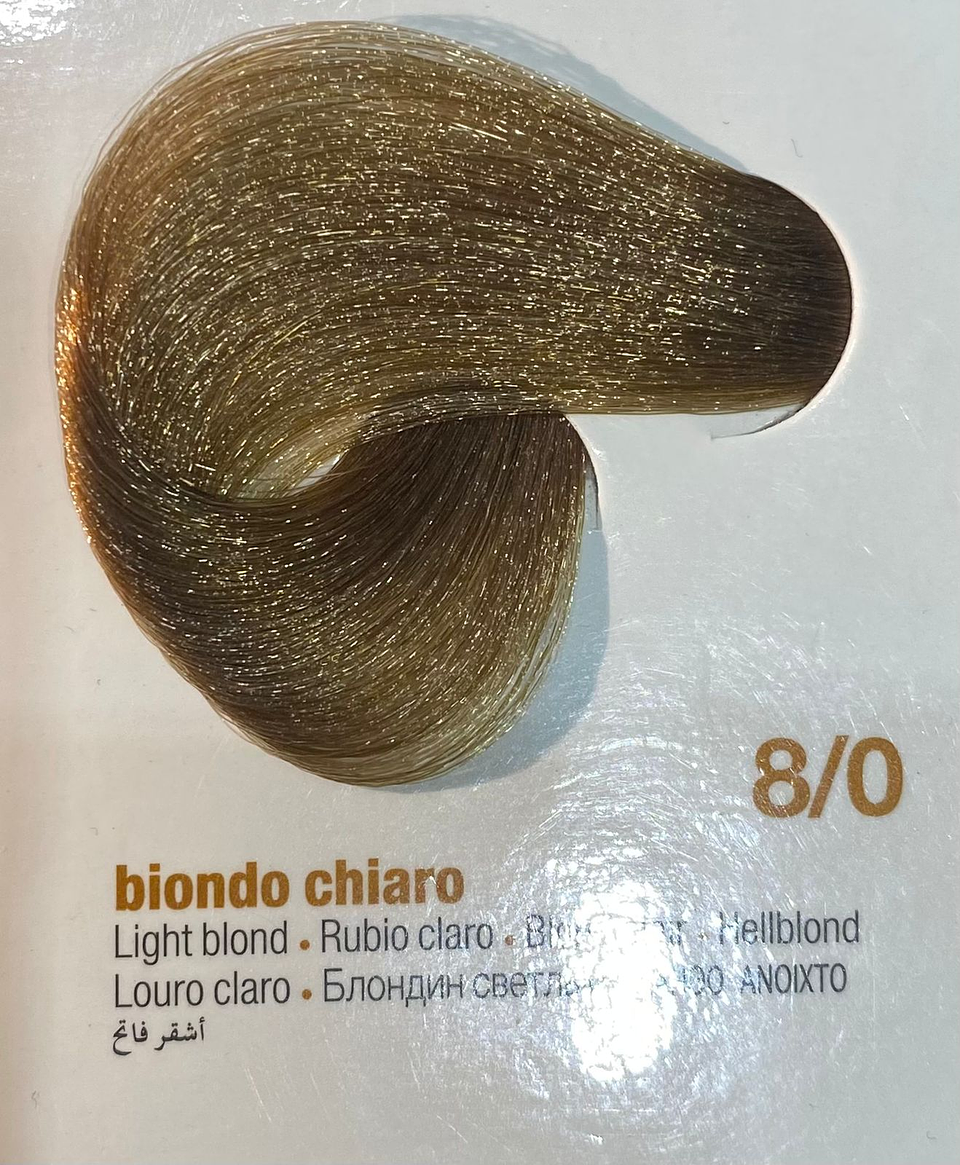 8/0
biondo chiaro
Light blond • Rubio claro • Hellblond
Louro claro • Блондин ΑΝΟΙΧΤΟ
أشقر فاتح